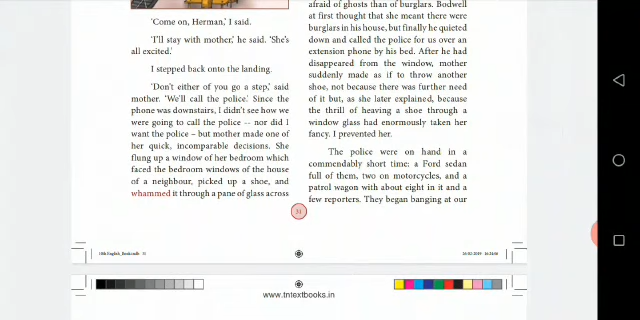 'Come on, Herman,' I said.
'I'll stay with mother,' he said. 'She's
all excited.'
I stepped back onto the landing.
'Don't either of you go a step,' said
mother. 'We'll call the police.' Since the
phone was downstairs, I didn't see how we
were going to call the police -- nor did I
want the police – but mother made one of
her quick, incomparable decisions. She
flung up a window of her bedroom which
faced the bedroom windows of the house
of a neighbour, picked up a shoe, and
whammed it through a pane of glass across
afraid of ghosts than of burglars. Bodwell
at first thought that she meant there were
burglars in his house, but finally he quieted
down and called the police for us over an
extension phone by his bed. After he had
disappeared from the window, mother
suddenly made as if to throw another
shoe, not because there was further need
of it but, as she later explained, because
the thrill of heaving a shoe through a
window glass had enormously taken her
fancy. I prevented her.
The police were on hand in a
commendably short time: a Ford sedan
full of them, two on motorcycles, and a
patrol wagon with about eight in it and a
few reporters. They began banging at our
31
www.tntextbooks.in